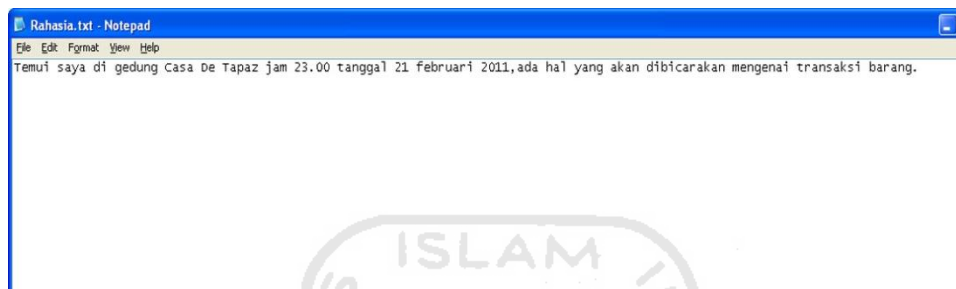 Rahasia.txt - Notepad
File Edit Format View Help
Temui saya di gedung Casa De Tapaz jam 23.00 tanggal 21 februari 2011,ada hal yang akan dibicarakan mengenai transaksi barang.
ISLAM